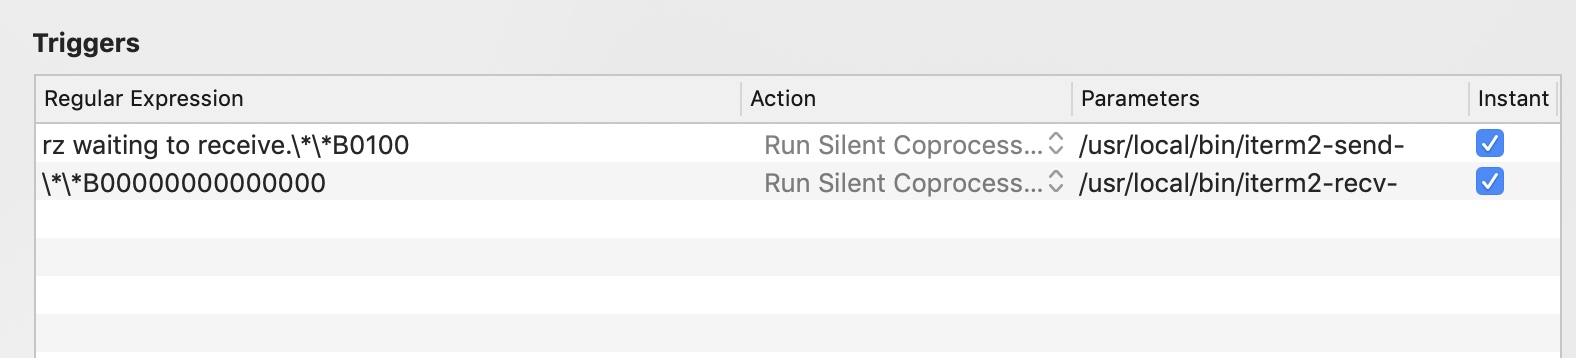 Triggers
Regular Expression Action Parameters Instant
rz waiting to receive.\*\*B0100 Run Silent Coprocess... /usr/local/bin/iterm2-send-
\*\*B00000000000000 Run Silent Coprocess... /usr/local/bin/iterm2-recv-